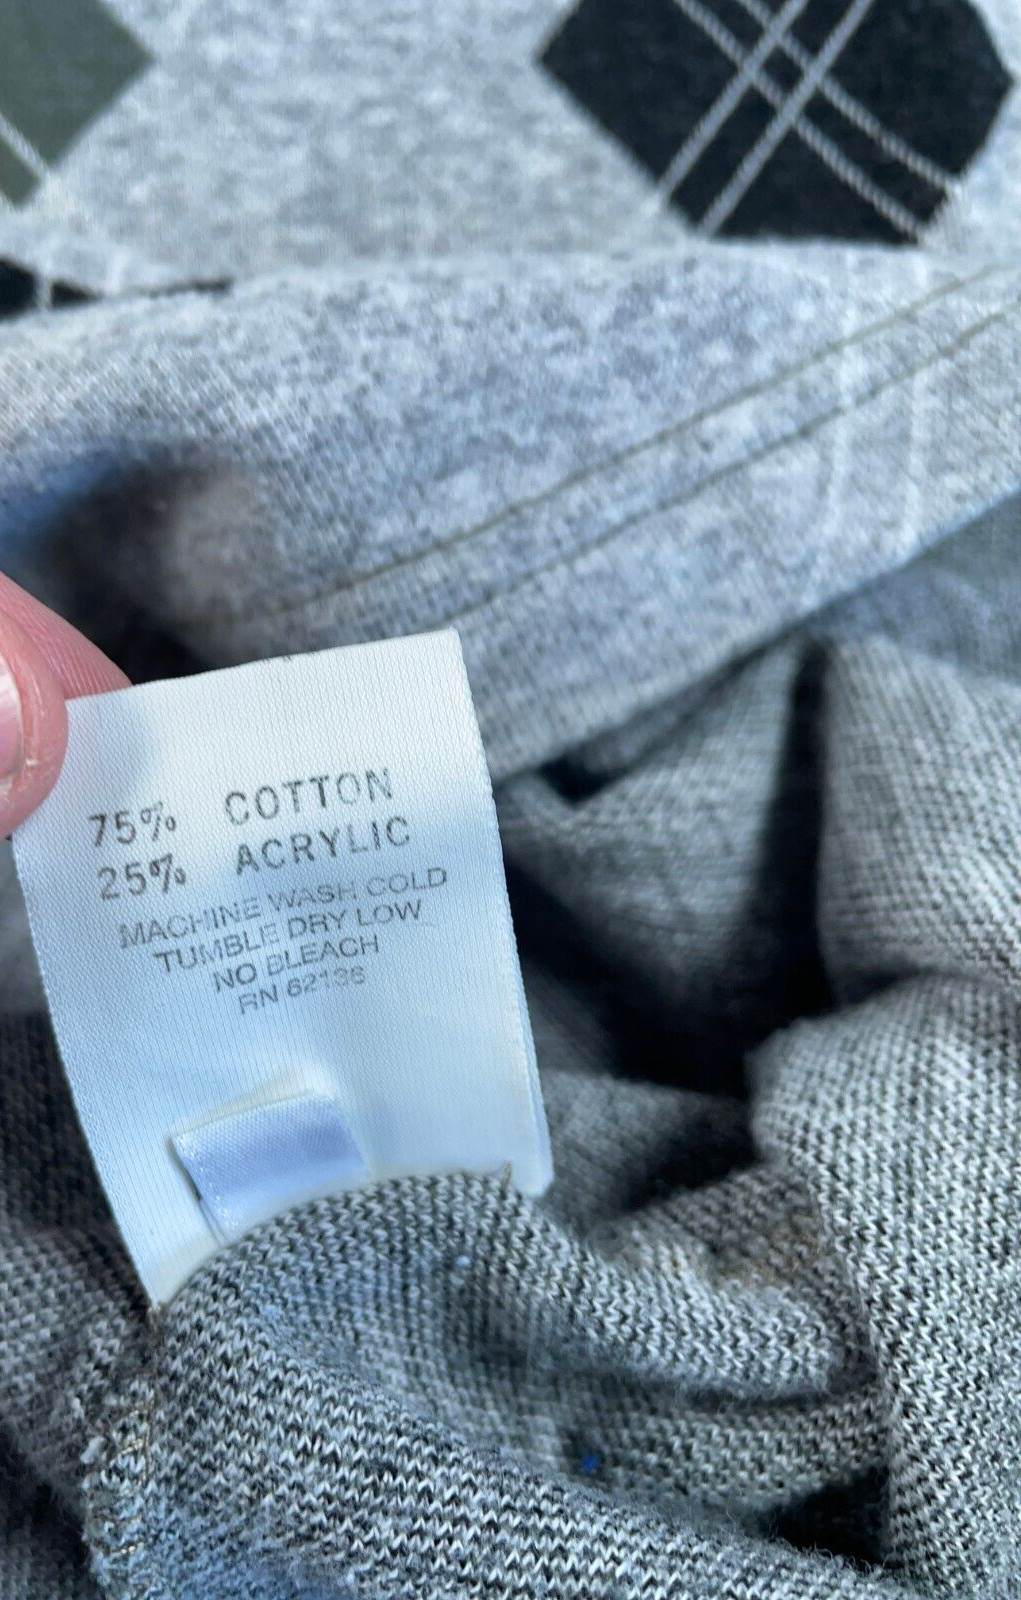 75% COTTON
25% ACRYLIC
MACHINE WASH COLD
TUMBLE DRY LOW
NO BLEACH
RN 62136